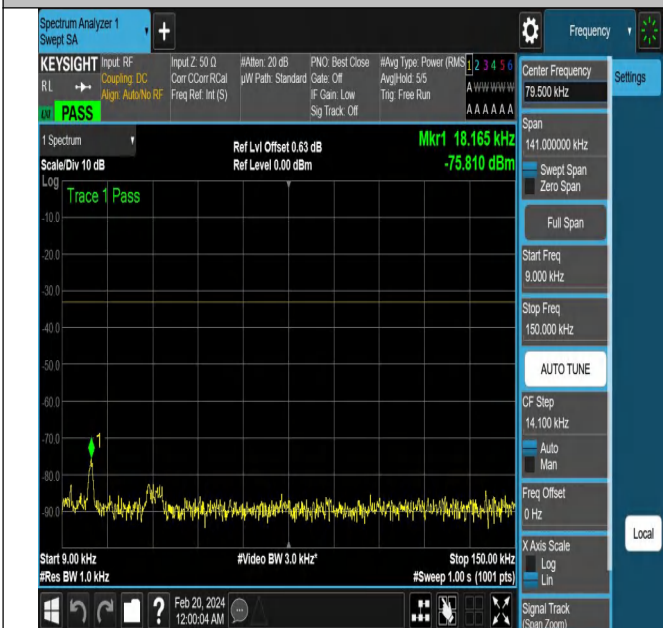 Spectrum Analyzer 1
Swept SA
+
Frequency
KEYSIGHT
RL
LXI
PASS
Input: RF
Coupling: DC
Align: Auto/No RF
Input Z: 50 Ω
Corr CCorr RCal
Freq Ref: Int (S)
#Atten: 20 dB
µW Path: Standard
PNO: Best Close
Gate: Off
IF Gain: Low
Sig Track: Off
#Avg Type: Power (RMS
Avg|Hold: 5/5
Trig: Free Run
1 2 3 4 5 6
A W W W W W
A A A A A A
1 Spectrum
Scale/Div 10 dB
Log
Ref Lvl Offset 0.63 dB
Ref Level 0.00 dBm
Mkr1 18.165 kHz
-75.810 dBm
Trace 1 Pass
-10.0
-20.0
-30.0
-40.0
-50.0
-60.0
-70.0
-80.0
-90.0
1
Start 9.00 kHz
#Res BW 1.0 kHz
#Video BW 3.0 kHz*
Stop 150.00 kHz
#Sweep 1.00 s (1001 pts)
Center Frequency
79.500 kHz
Span
141.000000 kHz
Swept Span
Zero Span
Full Span
Start Freq
9.000 kHz
Stop Freq
150.000 kHz
AUTO TUNE
CF Step
14.100 kHz
Auto
Man
Freq Offset
0 Hz
X Axis Scale
Log
Lin
Signal Track
(Span Zoom)
Settings
Local
?
Feb 20, 2024
12:00:04 AM